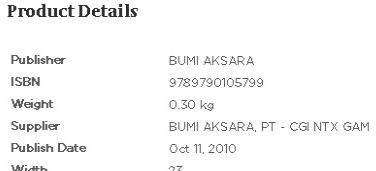 Product Details
Publisher BUMI AKSARA
ISBN 9789790105799
Weight 0.30 kg
Supplier BUMI AKSARA, PT - CGI NTX GAM
Publish Date Oct 11, 2010
Width 23